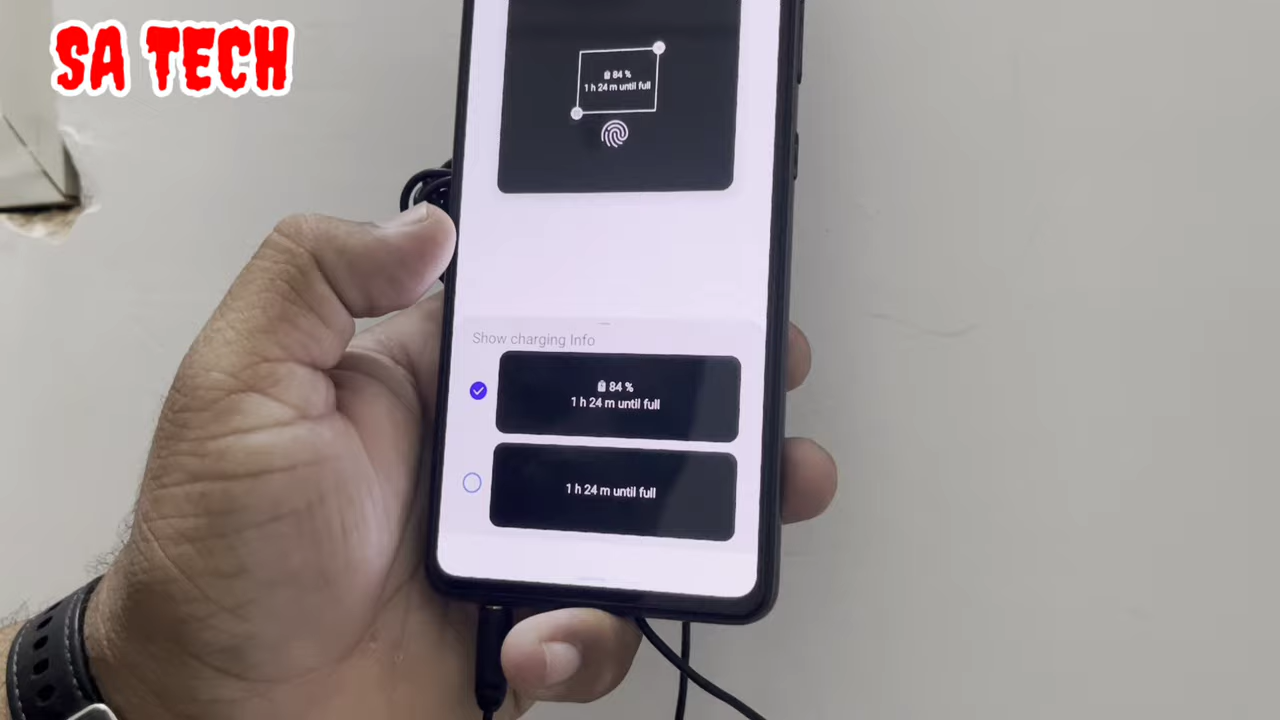 SA TECH
84 %
1 h 24 m until full
Show charging Info
84 %
1 h 24 m until full
1 h 24 m until full